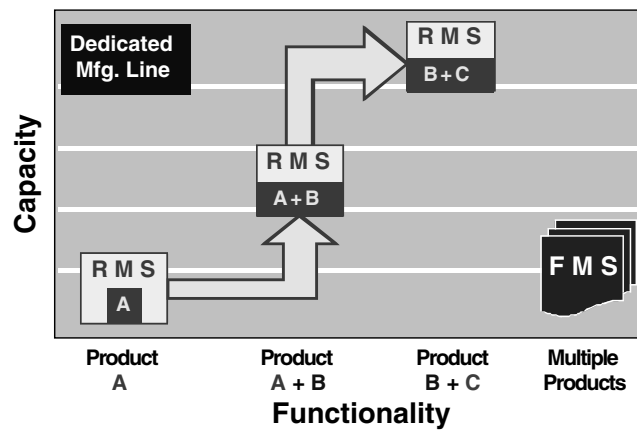 Dedicated
Mfg. Line
R M S
B + C
R M S
A + B
R M S
A
F M S
Capacity
Product
A
Product
A + B
Product
B + C
Multiple
Products
Functionality